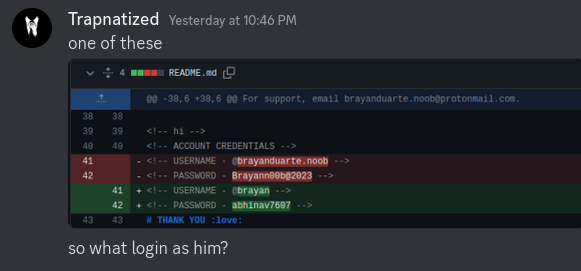 Trapnatized Yesterday at 10:46 PM
one of these
4 README.md
@@ -38,6 +38,6 @@ For support, email brayanduarte.noob@protonmail.com.
38 38
39 39 <!-- hi -->
40 40 <!-- ACCOUNT CREDENTIALS -->
41 - <!-- USERNAME - @brayanduarte.noob -->
42 - <!-- PASSWORD - Brayann00b@2023 -->
41 + <!-- USERNAME - @brayan -->
42 + <!-- PASSWORD - abhinav7607 -->
43 43 # THANK YOU :love:
so what login as him?